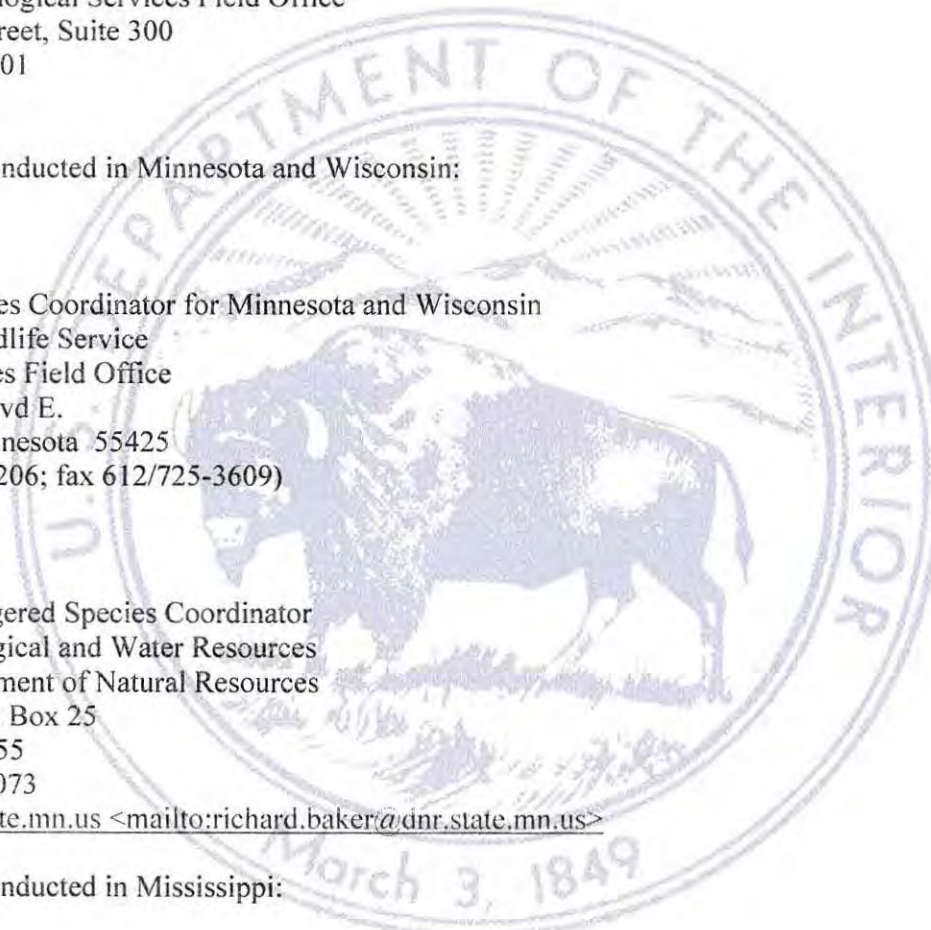 logical Services Field Office
reet, Suite 300
01
nducted in Minnesota and Wisconsin:
es Coordinator for Minnesota and Wisconsin
dlife Service
es Field Office
vd E.
nesota 55425
206; fax 612/725-3609)
gered Species Coordinator
gical and Water Resources
ment of Natural Resources
Box 25
55
073
te.mn.us <mailto:richard.baker@dnr.state.mn.us>
nducted in Mississippi:
U.S. DEPARTMENT OF THE INTERIOR
March 3, 1849